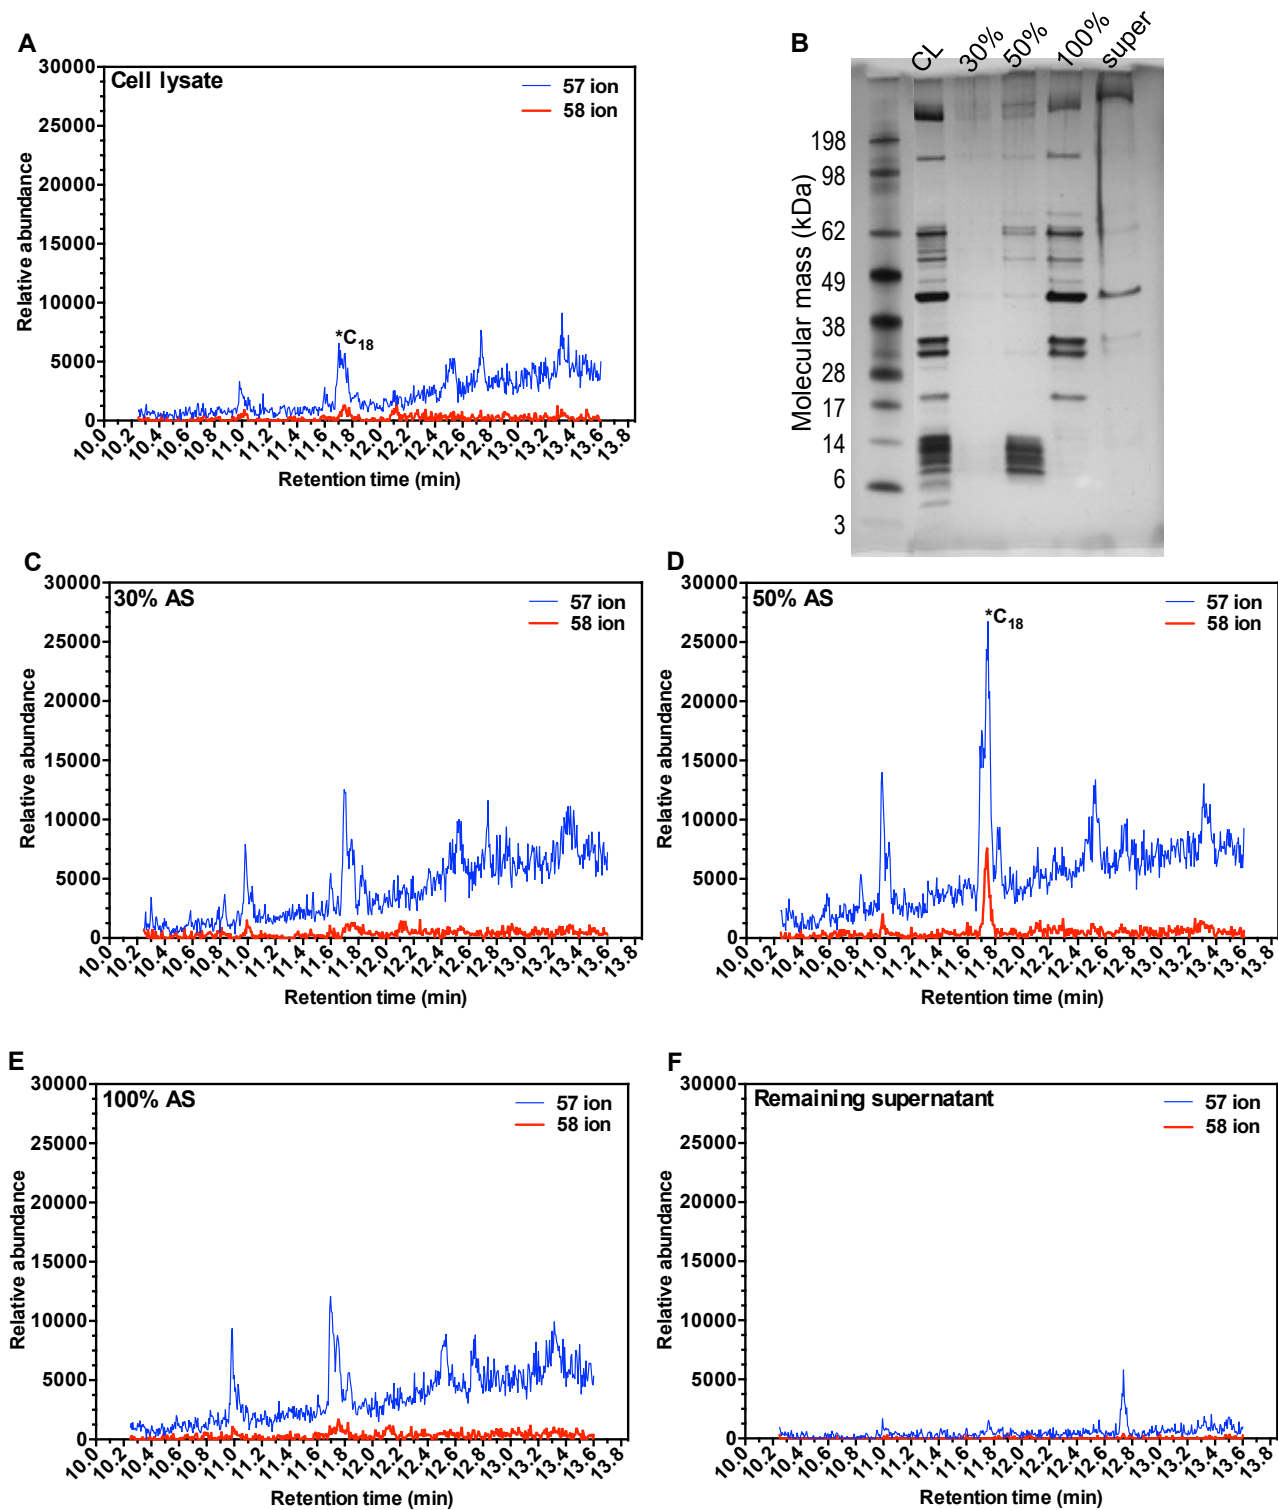 A
Cell lysate
57 ion
58 ion
*C18
Relative abundance
30000
25000
20000
15000
10000
5000
0
10.0 10.2 10.4 10.6 10.8 11.0 11.2 11.4 11.6 11.8 12.0 12.2 12.4 12.6 12.8 13.0 13.2 13.4 13.6 13.8
Retention time (min)
B
CL 30% 50% 100% super
Molecular mass (kDa)
198
98
62
49
38
28
17
14
6
3
C
30% AS
57 ion
58 ion
Relative abundance
30000
25000
20000
15000
10000
5000
0
10.0 10.2 10.4 10.6 10.8 11.0 11.2 11.4 11.6 11.8 12.0 12.2 12.4 12.6 12.8 13.0 13.2 13.4 13.6 13.8
Retention time (min)
D
50% AS
57 ion
58 ion
*C18
Relative abundance
30000
25000
20000
15000
10000
5000
0
10.0 10.2 10.4 10.6 10.8 11.0 11.2 11.4 11.6 11.8 12.0 12.2 12.4 12.6 12.8 13.0 13.2 13.4 13.6 13.8
Retention time (min)
E
100% AS
57 ion
58 ion
Relative abundance
30000
25000
20000
15000
10000
5000
0
10.0 10.2 10.4 10.6 10.8 11.0 11.2 11.4 11.6 11.8 12.0 12.2 12.4 12.6 12.8 13.0 13.2 13.4 13.6 13.8
Retention time (min)
F
Remaining supernatant
57 ion
58 ion
Relative abundance
30000
25000
20000
15000
10000
5000
0
10.0 10.2 10.4 10.6 10.8 11.0 11.2 11.4 11.6 11.8 12.0 12.2 12.4 12.6 12.8 13.0 13.2 13.4 13.6 13.8
Retention time (min)